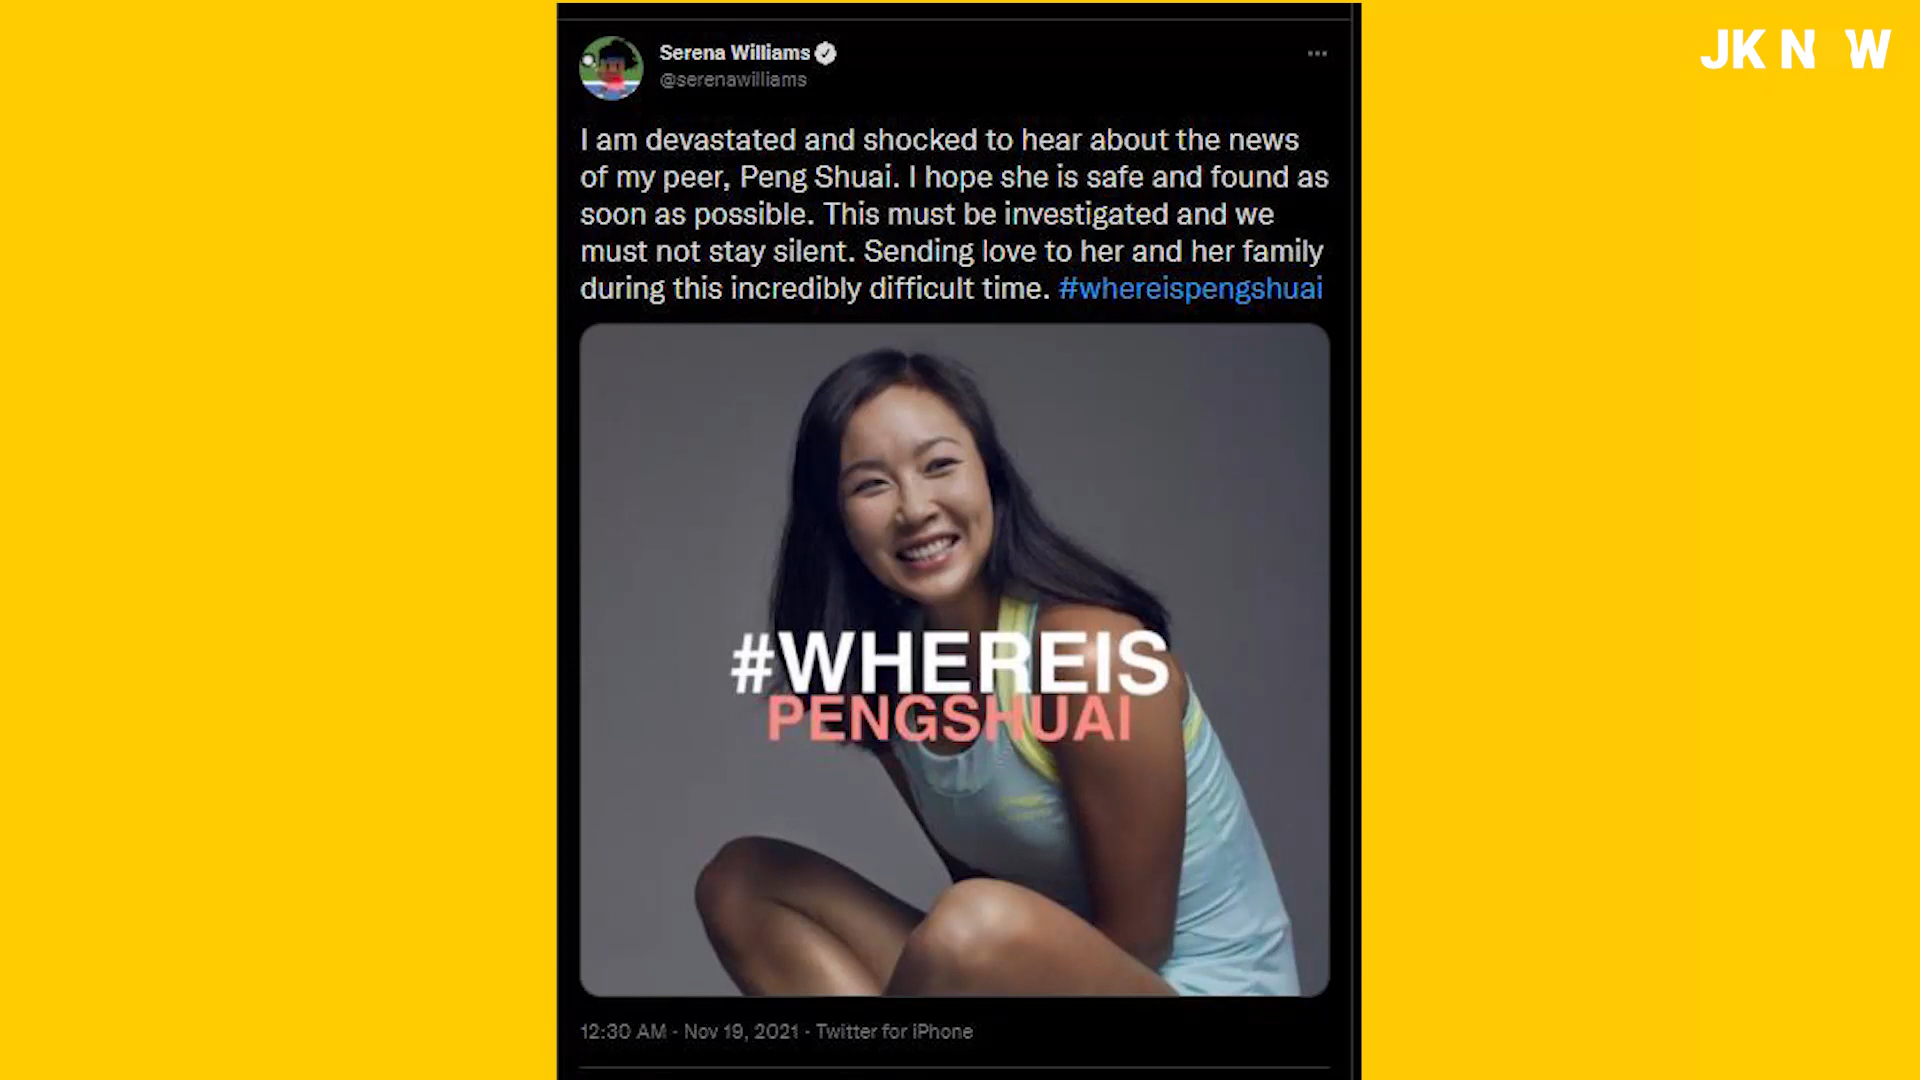 JK N W
Serena Williams
@serenawilliams
I am devastated and shocked to hear about the news
of my peer, Peng Shuai. I hope she is safe and found as
soon as possible. This must be investigated and we
must not stay silent. Sending love to her and her family
during this incredibly difficult time. #whereispengshuai
#WHEREIS
PENGSHUAI
12:30 AM · Nov 19, 2021 · Twitter for iPhone